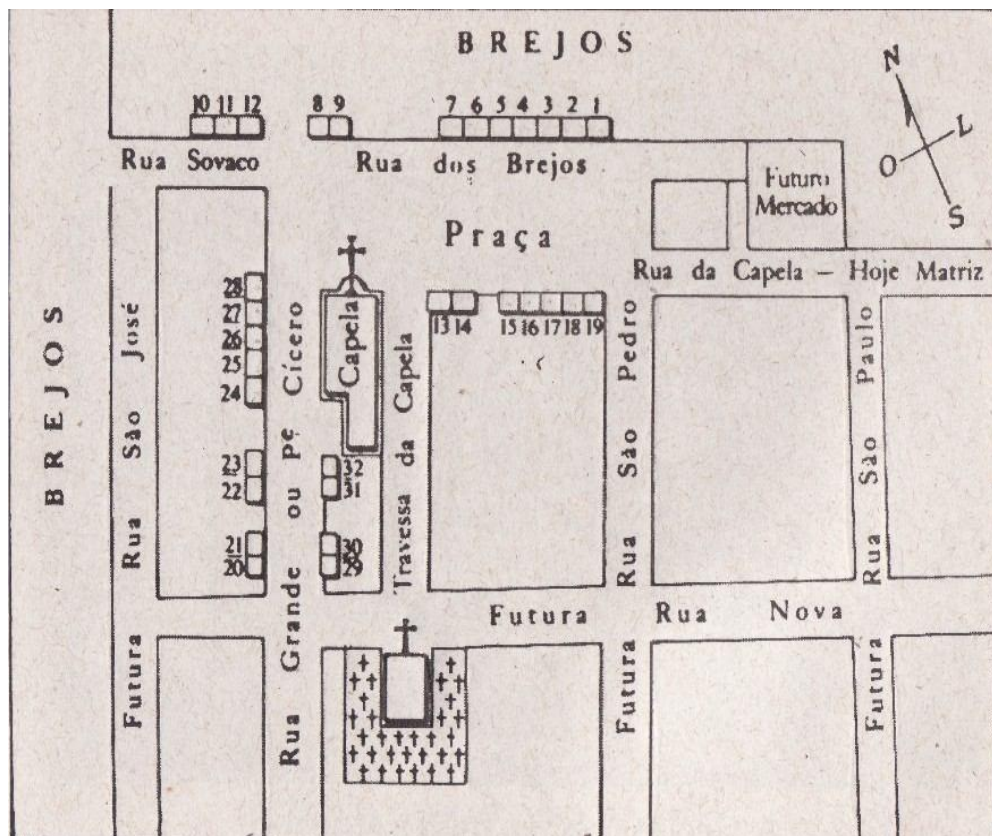 BREJOS
N
L
O
S
10 11 12
8 9
7 6 5 4 3 2 1
Rua Sovaco
Rua dos Brejos
Futuro
Mercado
Praça
Rua da Capela – Hoje Matriz
BREJOS
Futura Rua São José
28
27
26
25
24
23
22
21
20
Rua Grande ou pe Cícero
Capela
32
31
30
29
Travessa da Capela
13 14 15 16 17 18 19
Futura Rua São Pedro
Futura Rua São Paulo
Futura Rua Nova